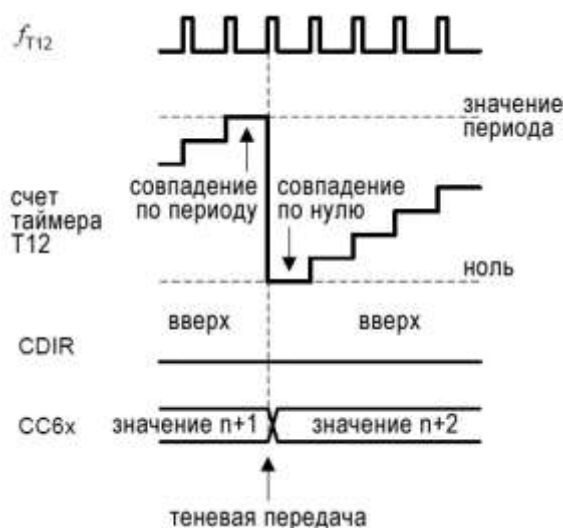 fT12
значение
периода
совпадение
по периоду
совпадение
по нулю
счет
таймера
T12
ноль
вверх
вверх
CDIR
CC6x
значение n+1
значение n+2
теневая передача